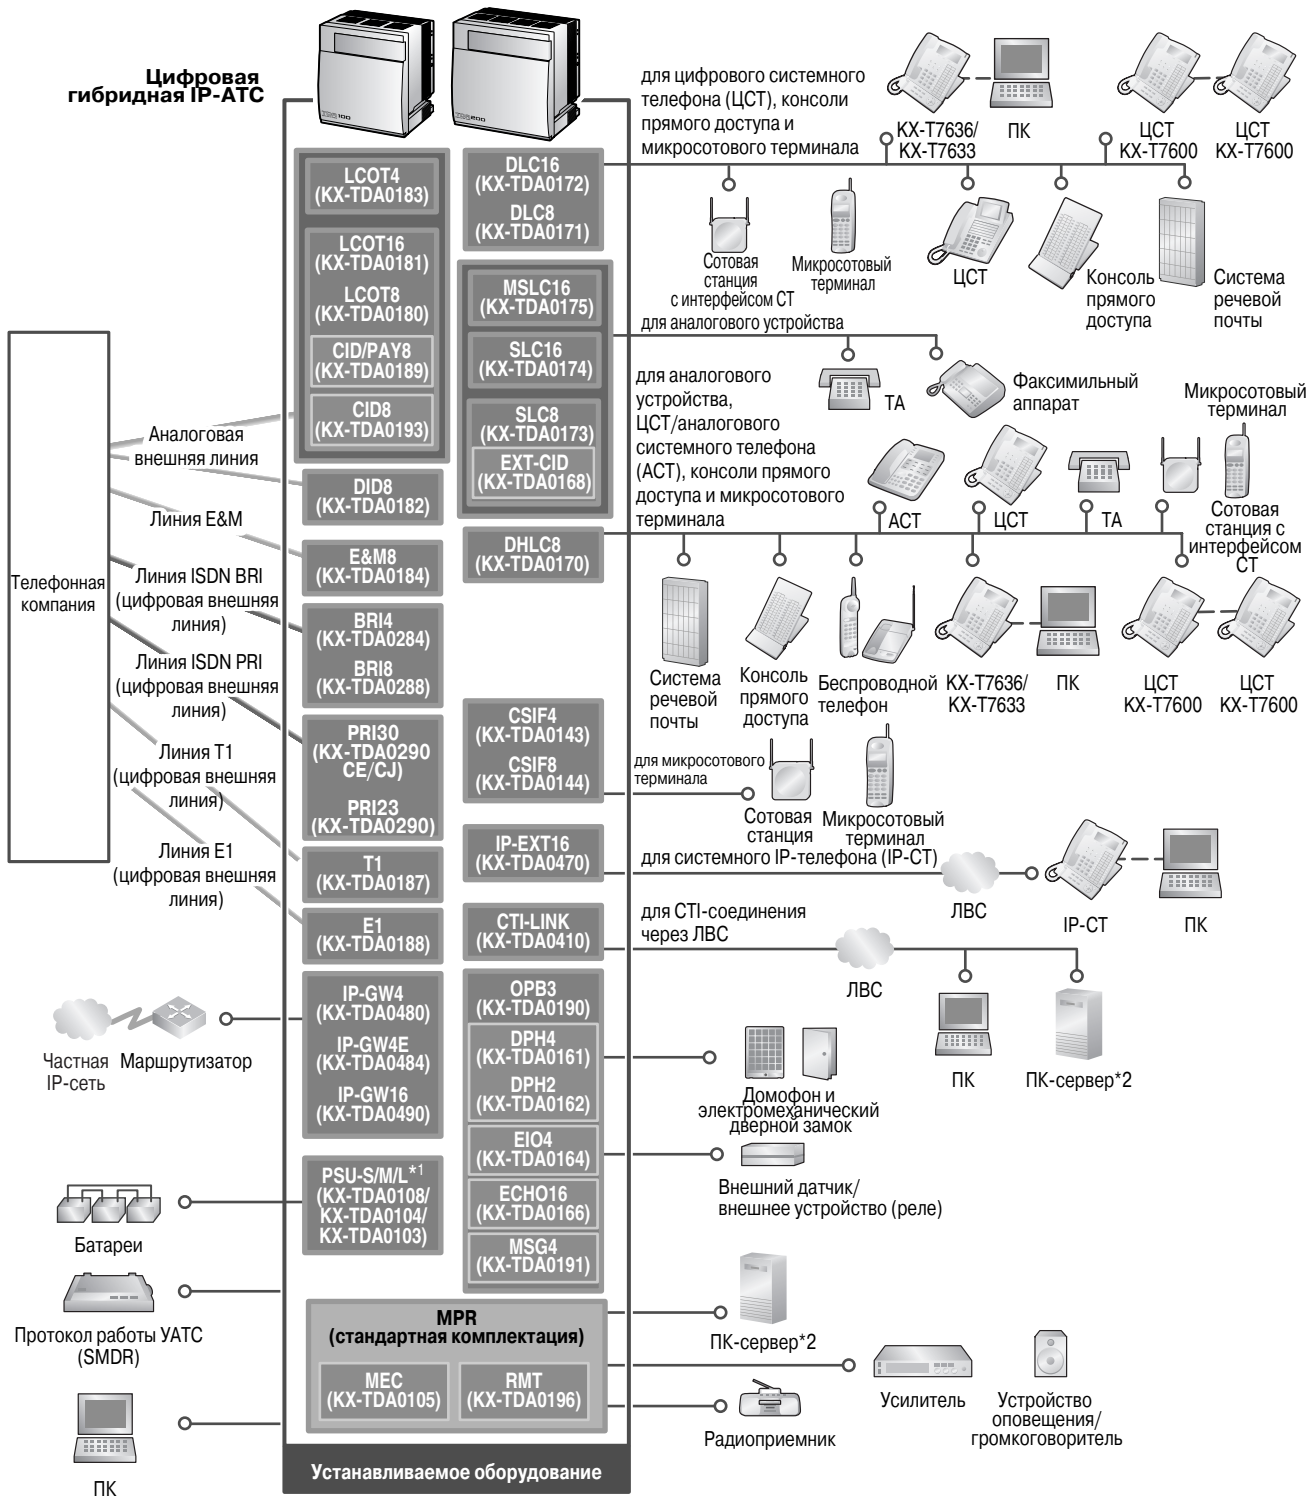 Цифровая
гибридная IP-АТС
TDA100
TDA200
для цифрового системного
телефона (ЦСТ), консоли
прямого доступа и
микросотового терминала
KX-T7636/
KX-T7633
ПК
ЦСТ
KX-T7600
ЦСТ
KX-T7600
Сотовая
станция
с интерфейсом СТ
Микросотовый
терминал
ЦСТ
Консоль
прямого
доступа
Система
речевой
почты
LCOT4
(KX-TDA0183)
LCOT16
(KX-TDA0181)
LCOT8
(KX-TDA0180)
CID/PAY8
(KX-TDA0189)
CID8
(KX-TDA0193)
DID8
(KX-TDA0182)
E&M8
(KX-TDA0184)
BRI4
(KX-TDA0284)
BRI8
(KX-TDA0288)
PRI30
(KX-TDA0290
CE/CJ)
PRI23
(KX-TDA0290)
T1
(KX-TDA0187)
E1
(KX-TDA0188)
IP-GW4
(KX-TDA0480)
IP-GW4E
(KX-TDA0484)
IP-GW16
(KX-TDA0490)
PSU-S/M/L*1
(KX-TDA0108/
KX-TDA0104/
KX-TDA0103)
DLC16
(KX-TDA0172)
DLC8
(KX-TDA0171)
MSLC16
(KX-TDA0175)
SLC16
(KX-TDA0174)
SLC8
(KX-TDA0173)
EXT-CID
(KX-TDA0168)
DHLC8
(KX-TDA0170)
CSIF4
(KX-TDA0143)
CSIF8
(KX-TDA0144)
IP-EXT16
(KX-TDA0470)
CTI-LINK
(KX-TDA0410)
OPB3
(KX-TDA0190)
DPH4
(KX-TDA0161)
DPH2
(KX-TDA0162)
EIO4
(KX-TDA0164)
ECHO16
(KX-TDA0166)
MSG4
(KX-TDA0191)
MPR
(стандартная комплектация)
MEC
(KX-TDA0105)
RMT
(KX-TDA0196)
Устанавливаемое оборудование
Телефонная
компания
Аналоговая
внешняя линия
Линия E&M
Линия ISDN BRI
(цифровая внешняя
линия)
Линия ISDN PRI
(цифровая внешняя
линия)
Линия T1
(цифровая внешняя
линия)
Линия E1
(цифровая внешняя
линия)
Частная
IP-сеть
Маршрутизатор
Батареи
Протокол работы УАТС
(SMDR)
ПК
для аналогового устройства
ТА
Факсимильный
аппарат
для аналогового
устройства,
ЦСТ/аналогового
системного телефона
(АСТ), консоли прямого
доступа и микросотового
терминала
АСТ
ЦСТ
ТА
Микросотовый
терминал
Сотовая
станция с
интерфейсом
СТ
Система
речевой
почты
Консоль
прямого
доступа
Беспроводной
телефон
KX-T7636/
KX-T7633
ПК
ЦСТ
KX-T7600
ЦСТ
KX-T7600
для микросотового
терминала
Сотовая
станция
Микросотовый
терминал
для системного IP-телефона (IP-СТ)
ЛВС
IP-СТ
ПК
для CTI-соединения
через ЛВС
ЛВС
ПК
ПК-сервер*2
Домофон и
электромеханический
дверной замок
Внешний датчик/
внешнее устройство (реле)
ПК-сервер*2
Усилитель
Устройство
оповещения/
громкоговоритель
Радиоприемник